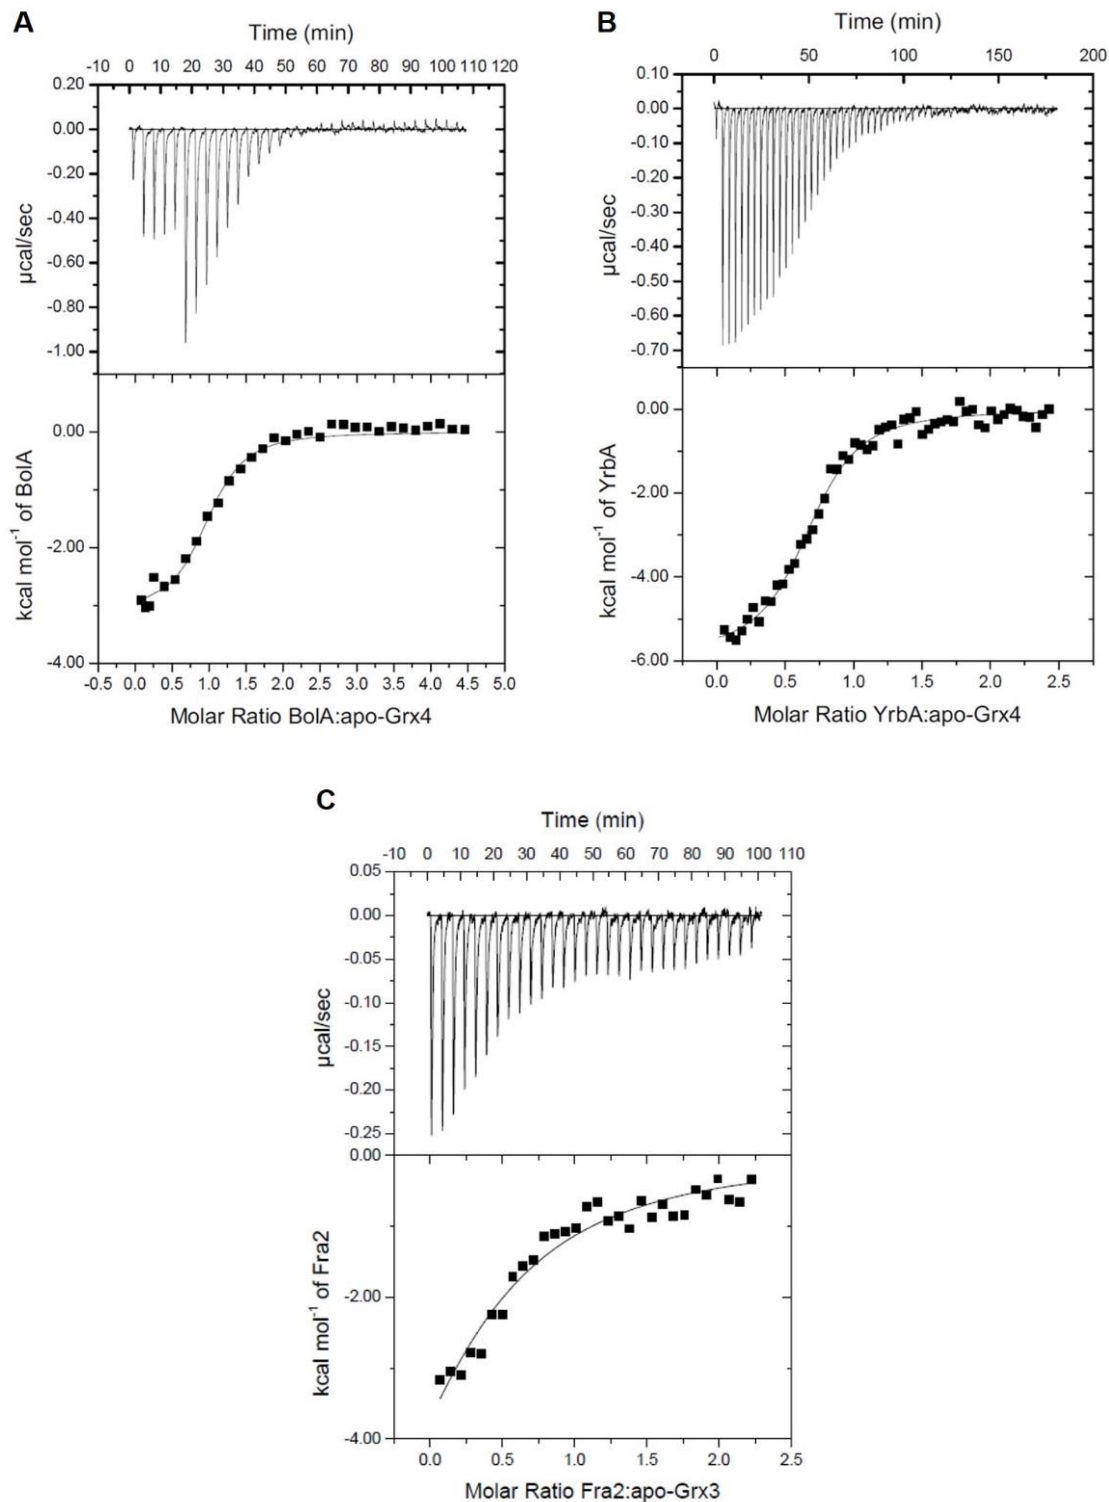 A
Time (min)
-10 0 10 20 30 40 50 60 70 80 90 100 110 120
0.20
0.00
-0.20
-0.40
-0.60
-0.80
-1.00
µcal/sec
0.00
-2.00
-4.00
kcal mol⁻¹ of BolA
-0.5 0.0 0.5 1.0 1.5 2.0 2.5 3.0 3.5 4.0 4.5 5.0
Molar Ratio BolA:apo-Grx4
B
Time (min)
0 50 100 150 200
0.10
0.00
-0.10
-0.20
-0.30
-0.40
-0.50
-0.60
-0.70
µcal/sec
0.00
-2.00
-4.00
-6.00
kcal mol⁻¹ of YrbA
0.0 0.5 1.0 1.5 2.0 2.5
Molar Ratio YrbA:apo-Grx4
C
Time (min)
-10 0 10 20 30 40 50 60 70 80 90 100 110
0.05
0.00
-0.05
-0.10
-0.15
-0.20
-0.25
µcal/sec
0.00
-2.00
-4.00
kcal mol⁻¹ of Fra2
0.0 0.5 1.0 1.5 2.0 2.5
Molar Ratio Fra2:apo-Grx3